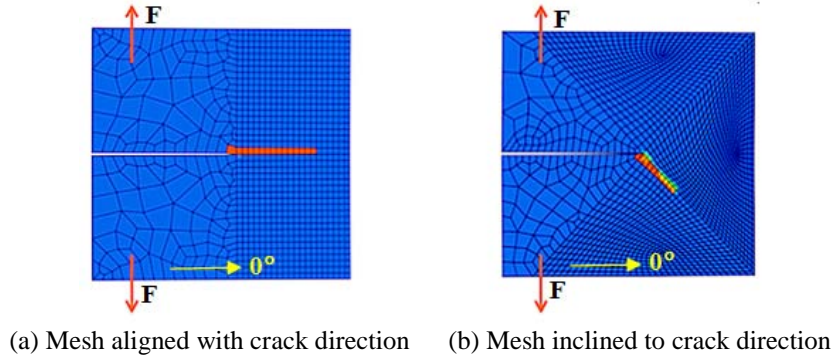 F
F
0°
0°
F
F
(a) Mesh aligned with crack direction
(b) Mesh inclined to crack direction